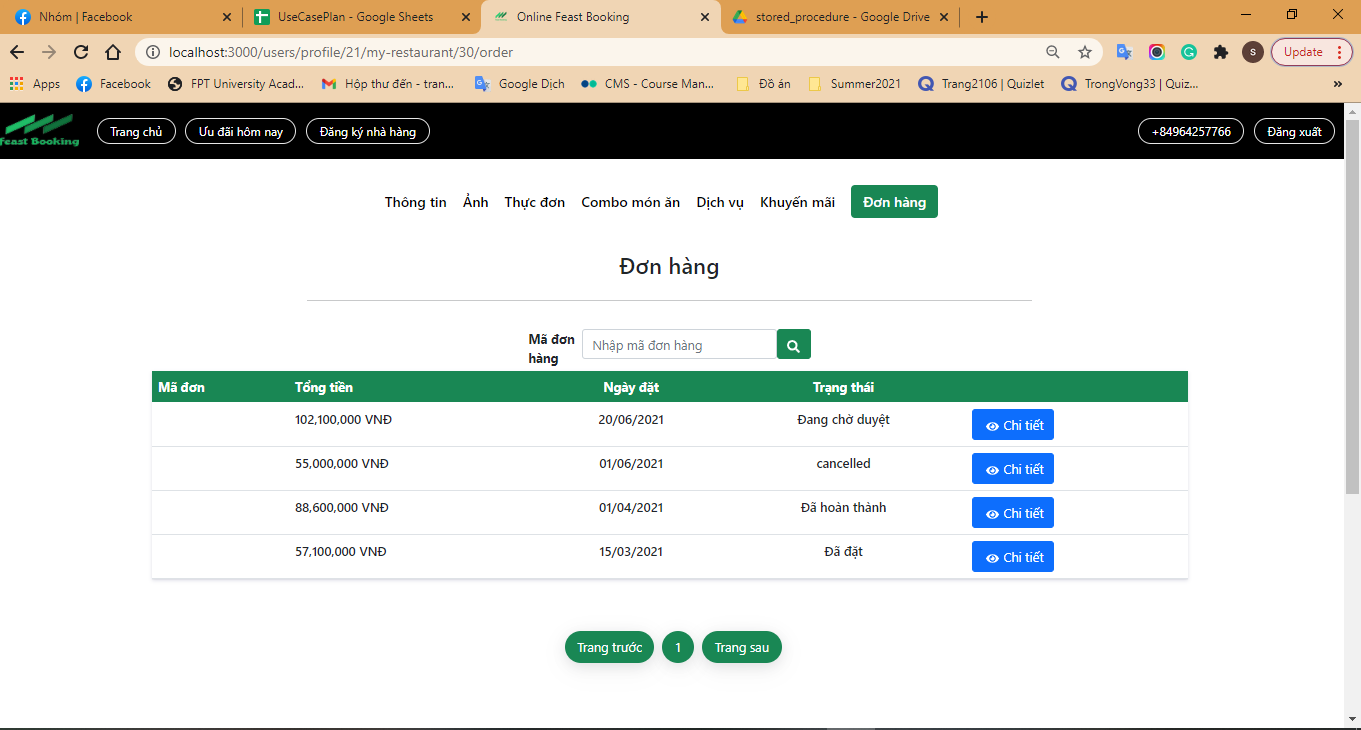 Nhóm | Facebook
UseCasePlan - Google Sheets
Online Feast Booking
stored_procedure - Google Drive
localhost:3000/users/profile/21/my-restaurant/30/order
S
Update
Apps
Facebook
FPT University Acad...
Hộp thư đến - tran...
Google Dịch
CMS - Course Man...
Đồ án
Summer2021
Trang2106 | Quizlet
TrongVong33 | Quiz...
»
Feast Booking
Trang chủ
Ưu đãi hôm nay
Đăng ký nhà hàng
+84964257766
Đăng xuất
Thông tin
Ảnh
Thực đơn
Combo món ăn
Dịch vụ
Khuyến mãi
Đơn hàng
Đơn hàng
Mã đơn
hàng
Nhập mã đơn hàng
Mã đơn Tổng tiền Ngày đặt Trạng thái
102,100,000 VNĐ 20/06/2021 Đang chờ duyệt Chi tiết
55,000,000 VNĐ 01/06/2021 cancelled Chi tiết
88,600,000 VNĐ 01/04/2021 Đã hoàn thành Chi tiết
57,100,000 VNĐ 15/03/2021 Đã đặt Chi tiết
Trang trước 1 Trang sau